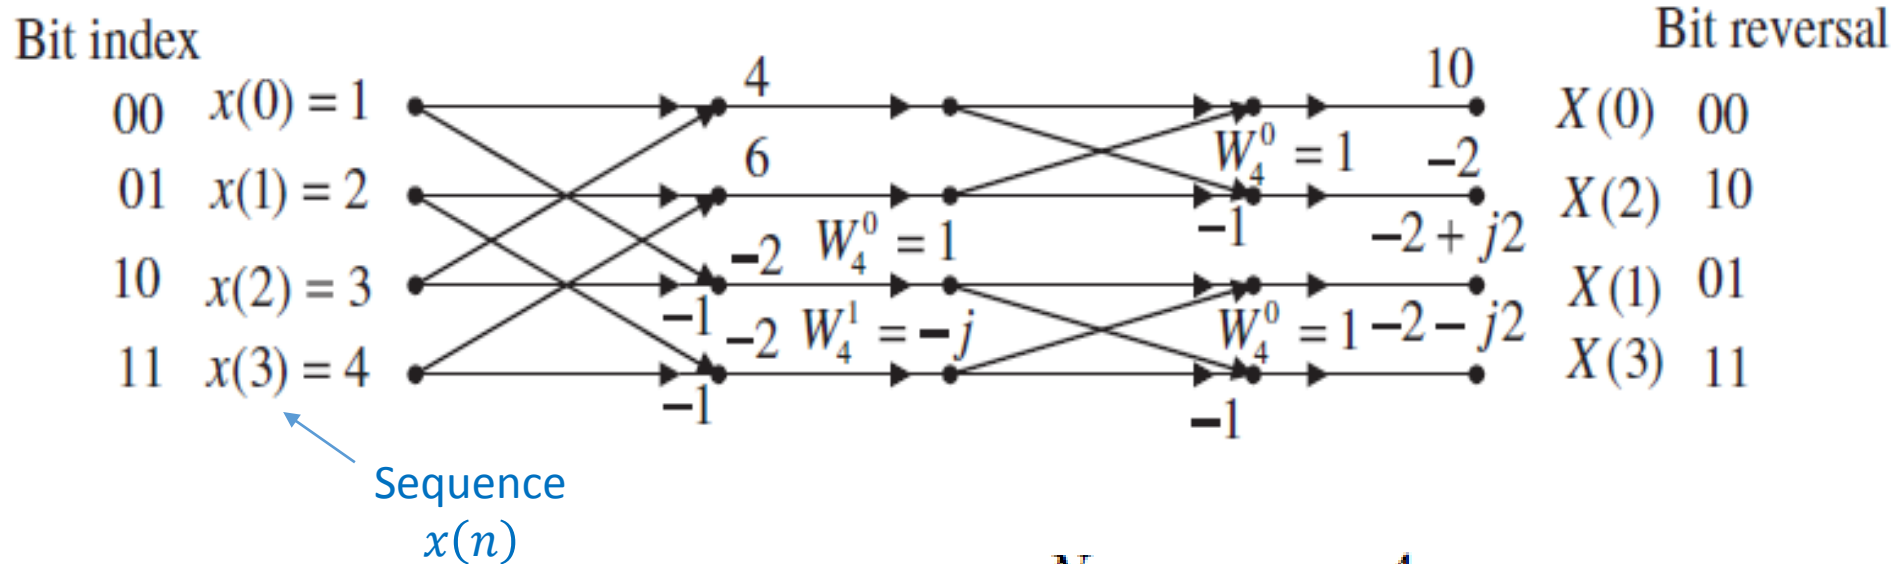 Bit index
Bit reversal
00 x(0) = 1 4 10 X(0) 00
W_4^0 = 1
01 x(1) = 2 6 −2 X(2) 10
−1
W_4^0 = 1
10 x(2) = 3 −2 −2 + j2 X(1) 01
−1
W_4^1 = −j
W_4^0 = 1
11 x(3) = 4 −2 −2 − j2 X(3) 11
−1
−1
Sequence
x(n)